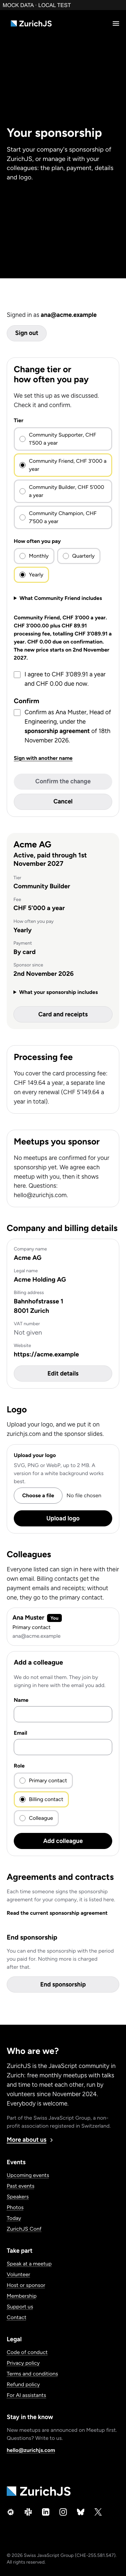 MOCK DATA · LOCAL TEST
ZurichJS
Your sponsorship
Start your company's sponsorship of
ZurichJS, or manage it with your
colleagues: the plan, payment, details
and logo.
Signed in as ana@acme.example
Sign out
Change tier or
how often you pay
We set this up as we discussed.
Check it and confirm.
Tier
Community Supporter, CHF
1'500 a year
Community Friend, CHF 3'000 a
year
Community Builder, CHF 5'000
a year
Community Champion, CHF
7'500 a year
How often you pay
Monthly
Quarterly
Yearly
What Community Friend includes
Community Friend, CHF 3'000 a year.
CHF 3'000.00 plus CHF 89.91
processing fee, totalling CHF 3'089.91 a
year. CHF 0.00 due on confirmation.
The new price starts on 2nd November
2027.
I agree to CHF 3'089.91 a year
and CHF 0.00 due now.
Confirm
Confirm as Ana Muster, Head of
Engineering, under the
sponsorship agreement of 18th
November 2026.
Sign with another name
Confirm the change
Cancel
Acme AG
Active, paid through 1st
November 2027
Tier
Community Builder
Fee
CHF 5'000 a year
How often you pay
Yearly
Payment
By card
Sponsor since
2nd November 2026
What your sponsorship includes
Card and receipts
Processing fee
You cover the card processing fee:
CHF 149.64 a year, a separate line
on every renewal (CHF 5'149.64 a
year in total).
Meetups you sponsor
No meetups are confirmed for your
sponsorship yet. We agree each
meetup with you, then it shows
here. Questions:
hello@zurichjs.com.
Company and billing details
Company name
Acme AG
Legal name
Acme Holding AG
Billing address
Bahnhofstrasse 1
8001 Zurich
VAT number
Not given
Website
https://acme.example
Edit details
Logo
Upload your logo, and we put it on
zurichjs.com and the sponsor slides.
Upload your logo
SVG, PNG or WebP, up to 2 MB. A
version for a white background works
best.
Choose a file
No file chosen
Upload logo
Colleagues
Everyone listed can sign in here with their
own email. Billing contacts get the
payment emails and receipts; without
one, they go to the primary contact.
Ana Muster You
Primary contact
ana@acme.example
Add a colleague
We do not email them. They join by
signing in here with the email you add.
Name
Email
Role
Primary contact
Billing contact
Colleague
Add colleague
Agreements and contracts
Each time someone signs the sponsorship
agreement for your company, it is listed here.
Read the current sponsorship agreement
End sponsorship
You can end the sponsorship with the period
you paid for. Nothing more is charged
after that.
End sponsorship
Who are we?
ZurichJS is the JavaScript community in
Zurich: free monthly meetups with talks
and time to meet each other, run by
volunteers since November 2024.
Everybody is welcome.
Part of the Swiss JavaScript Group, a non-
profit association registered in Switzerland.
More about us
Events
Upcoming events
Past events
Speakers
Photos
Today
ZurichJS Conf
Take part
Speak at a meetup
Volunteer
Host or sponsor
Membership
Support us
Contact
Legal
Code of conduct
Privacy policy
Terms and conditions
Refund policy
For AI assistants
Stay in the know
New meetups are announced on Meetup first.
Questions? Write to us.
hello@zurichjs.com
ZurichJS
© 2026 Swiss JavaScript Group (CHE-255.581.547).
All rights reserved.